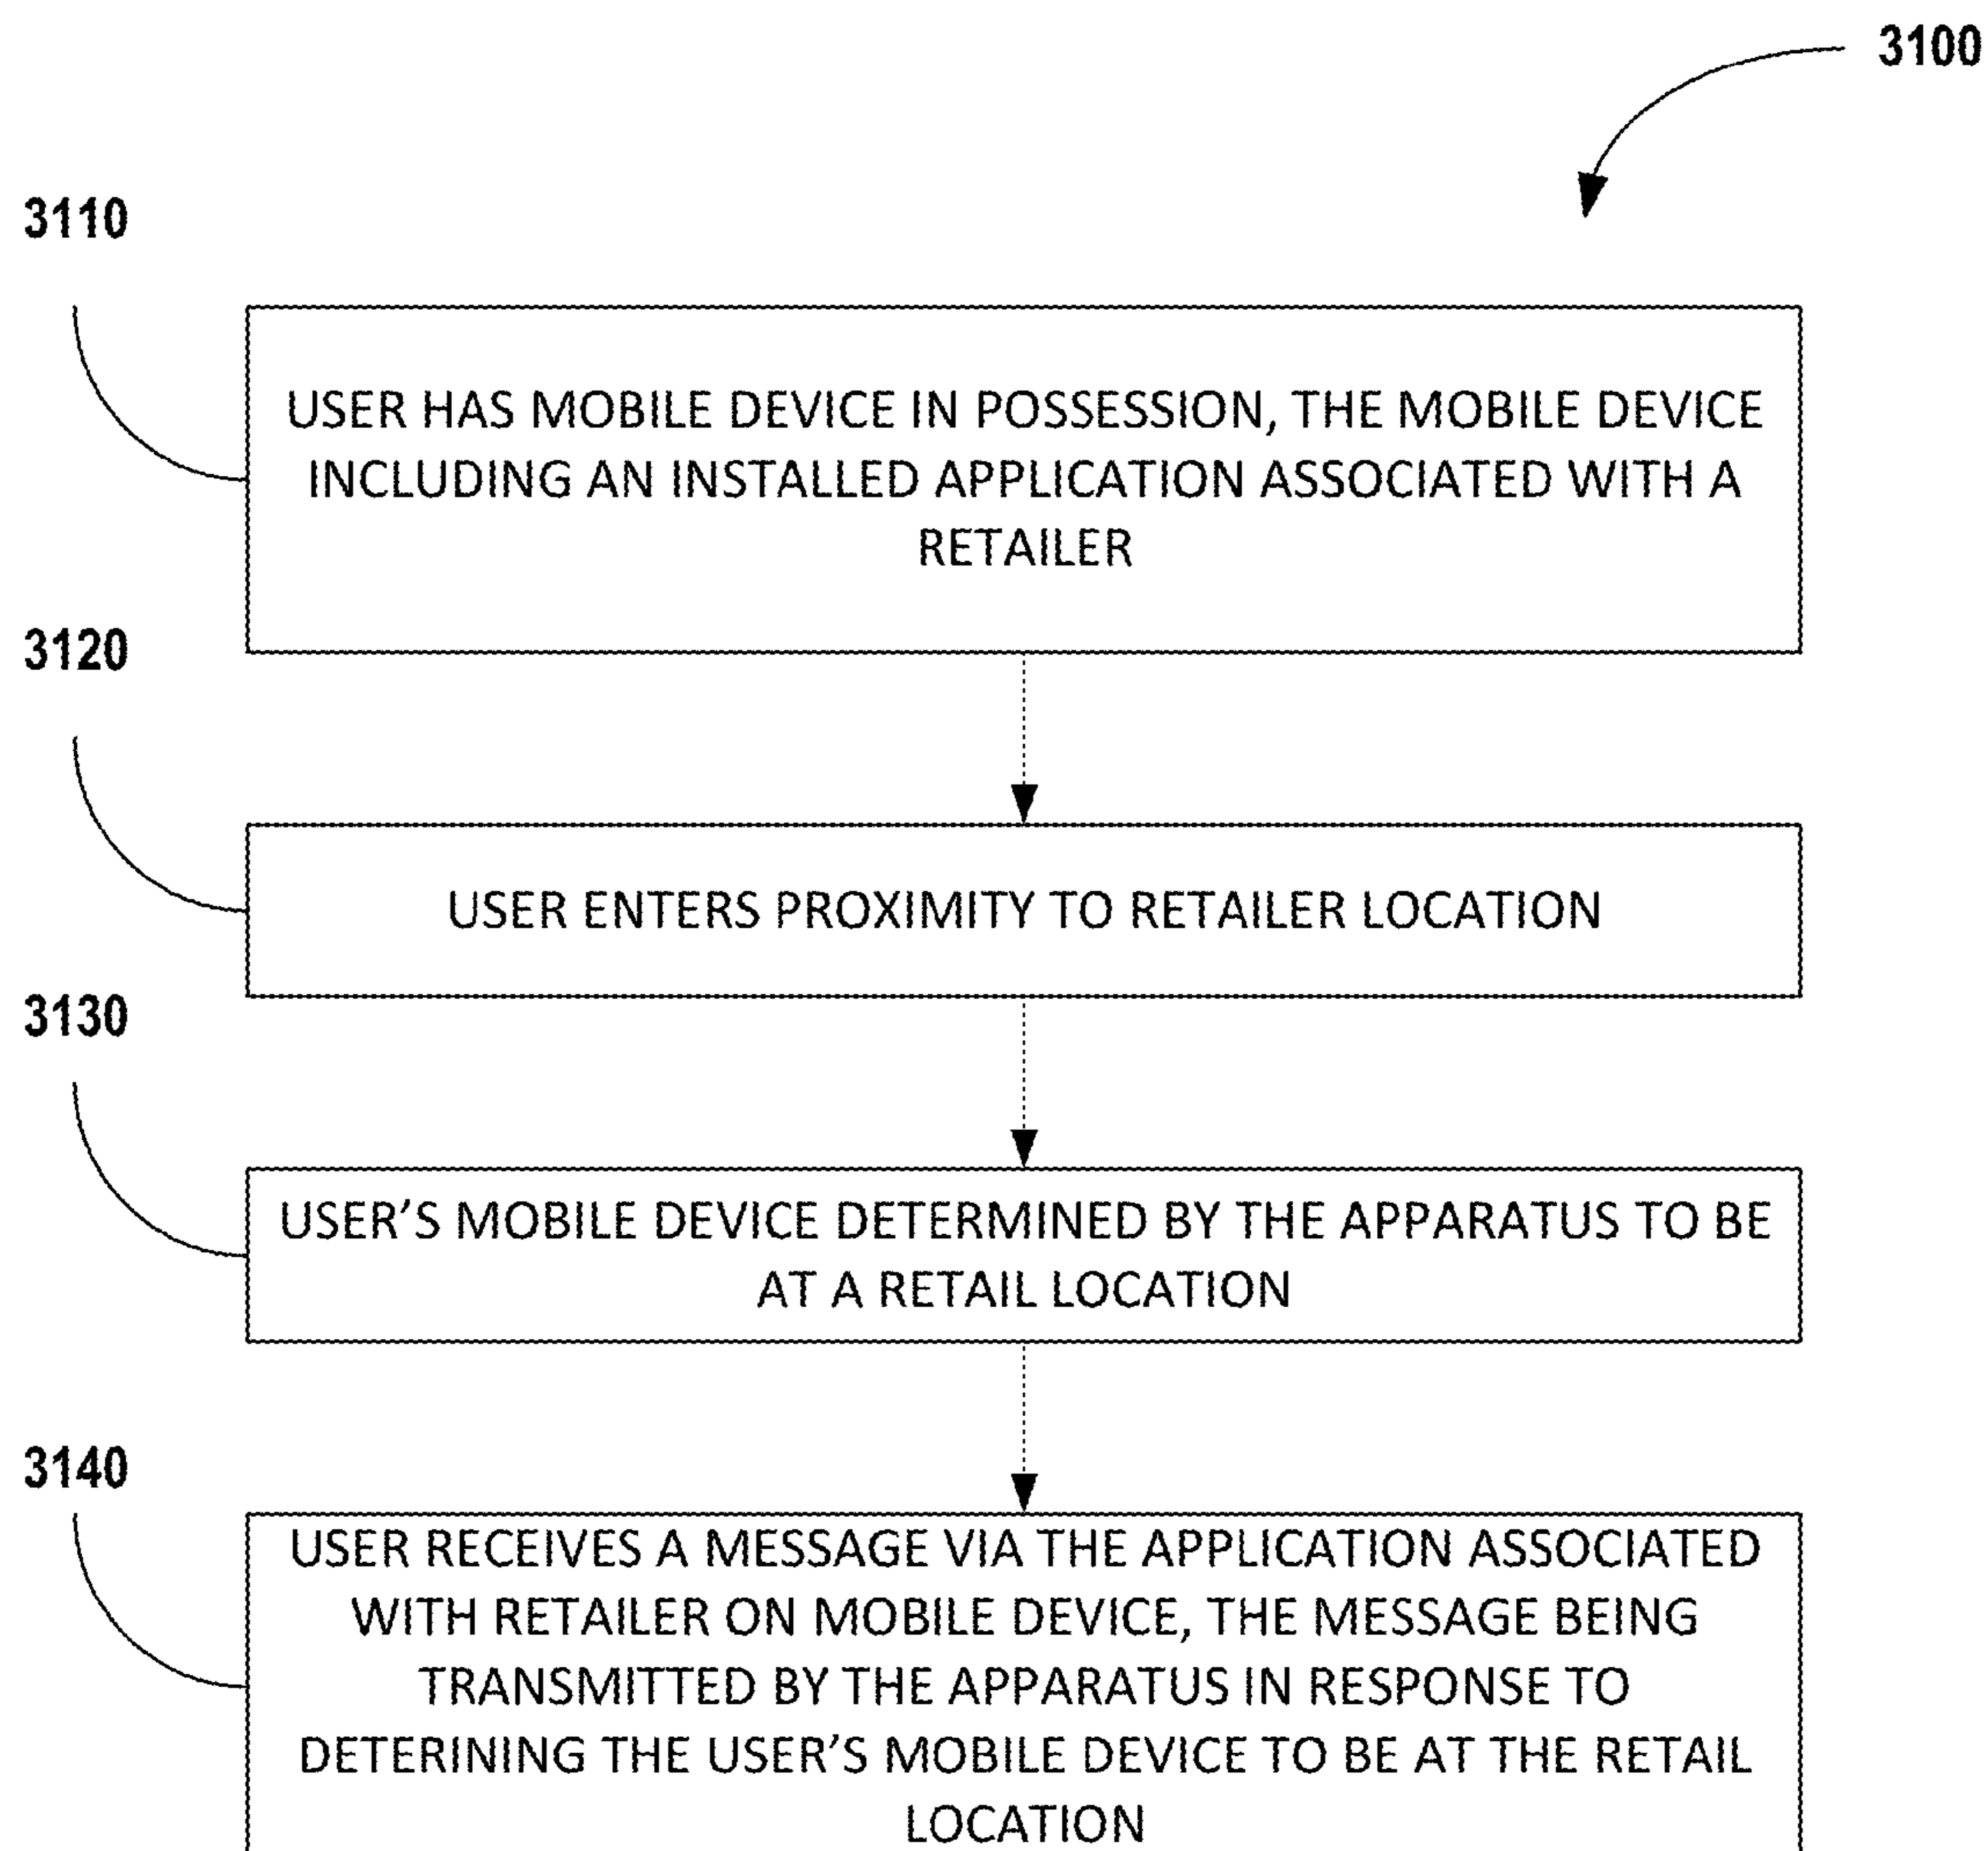 3100
3110
USER HAS MOBILE DEVICE IN POSSESSION, THE MOBILE DEVICE
INCLUDING AN INSTALLED APPLICATION ASSOCIATED WITH A
RETAILER
3120
USER ENTERS PROXIMITY TO RETAILER LOCATION
3130
USER'S MOBILE DEVICE DETERMINED BY THE APPARATUS TO BE
AT A RETAIL LOCATION
3140
USER RECEIVES A MESSAGE VIA THE APPLICATION ASSOCIATED
WITH RETAILER ON MOBILE DEVICE, THE MESSAGE BEING
TRANSMITTED BY THE APPARATUS IN RESPONSE TO
DETERINING THE USER'S MOBILE DEVICE TO BE AT THE RETAIL
LOCATION